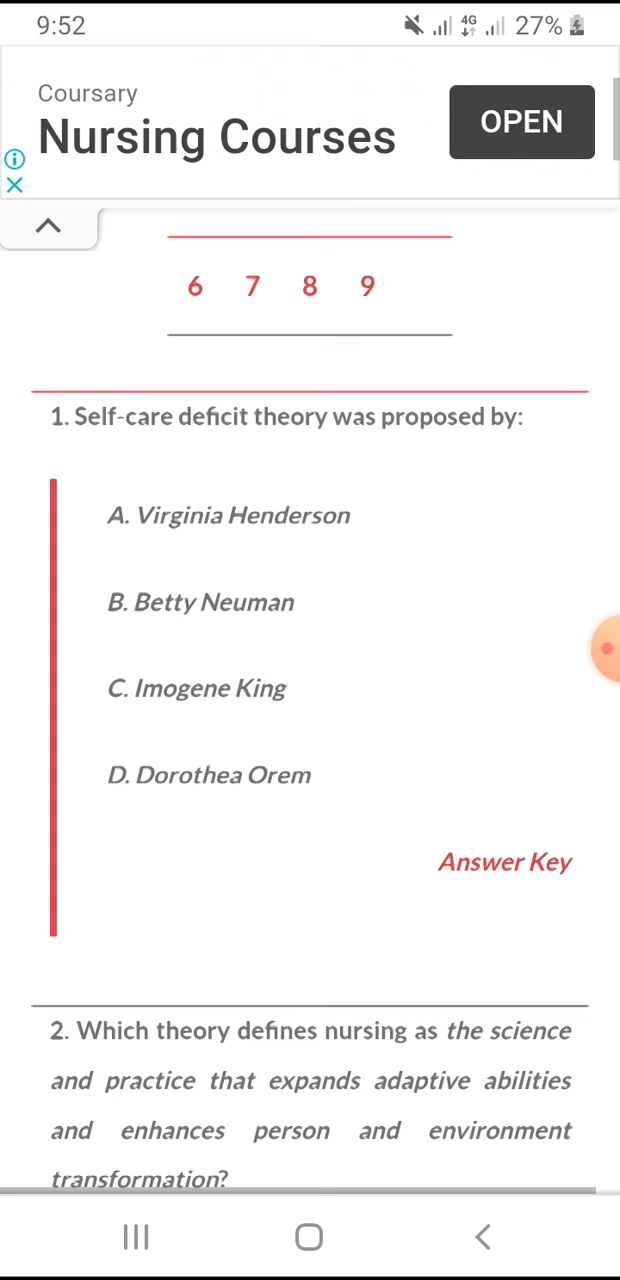 9:52
4G
27%
Coursary
Nursing Courses
OPEN
6 7 8 9
1. Self-care deficit theory was proposed by:
A. Virginia Henderson
B. Betty Neuman
C. Imogene King
D. Dorothea Orem
Answer Key
2. Which theory defines nursing as the science
and practice that expands adaptive abilities
and enhances person and environment
transformation?